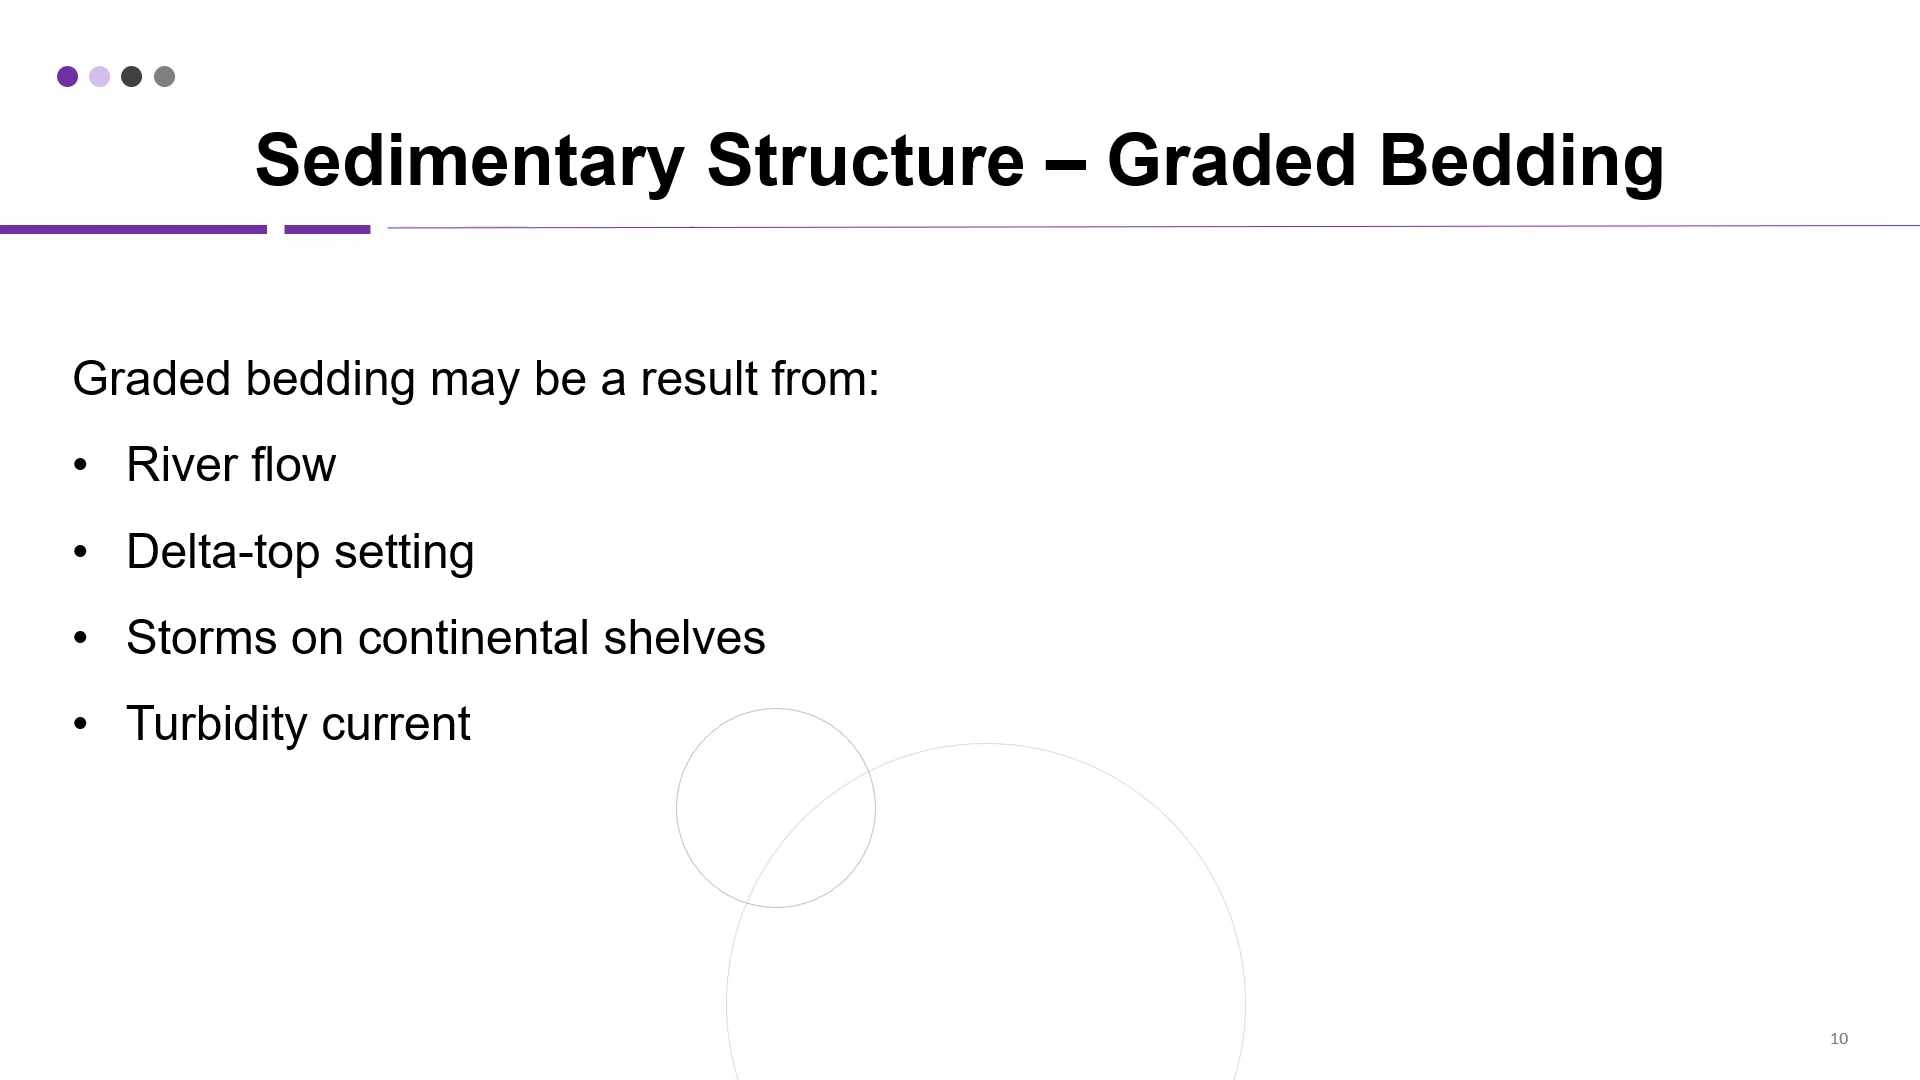 Sedimentary Structure – Graded Bedding
Graded bedding may be a result from:
• River flow
• Delta-top setting
• Storms on continental shelves
• Turbidity current
10